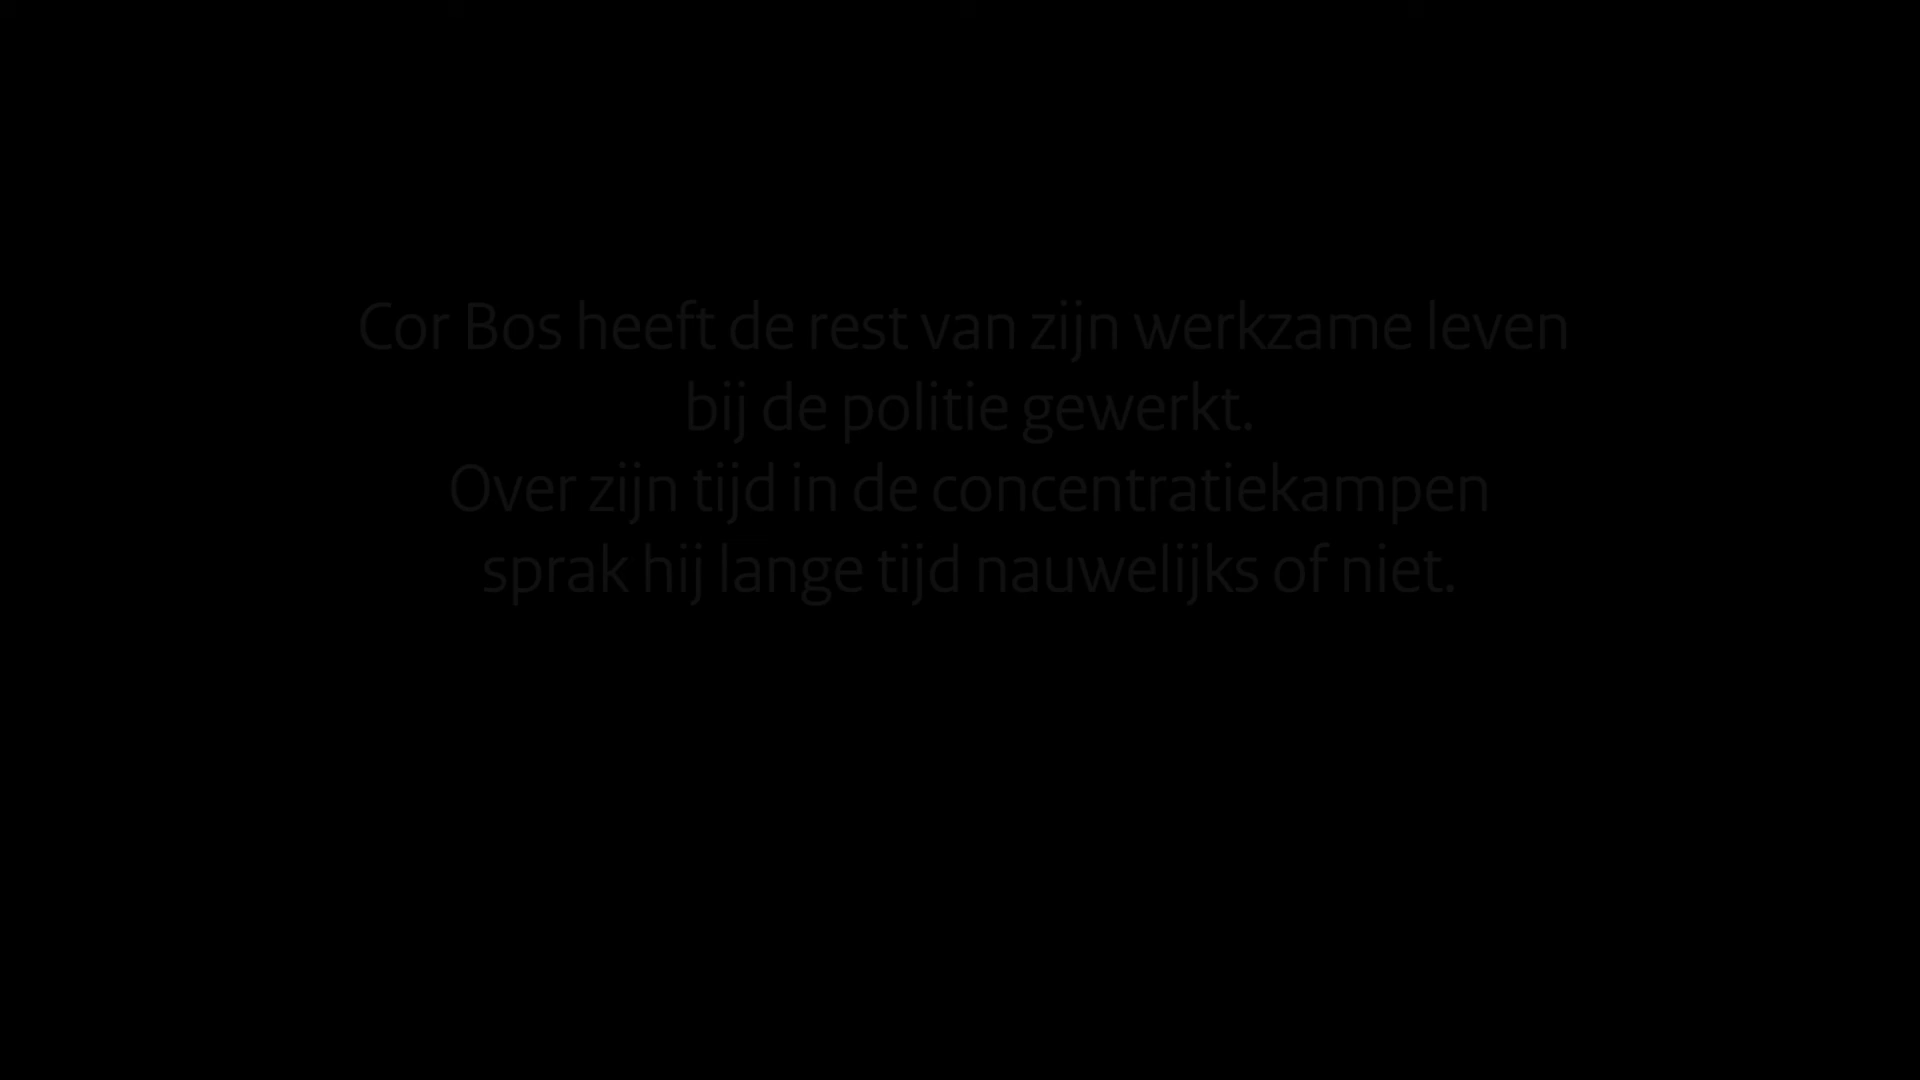 Cor Bos heeft de rest van zijn werkzame leven
bij de politie gewerkt.
Over zijn tijd in de concentratiekampen
sprak hij lange tijd nauwelijks of niet.